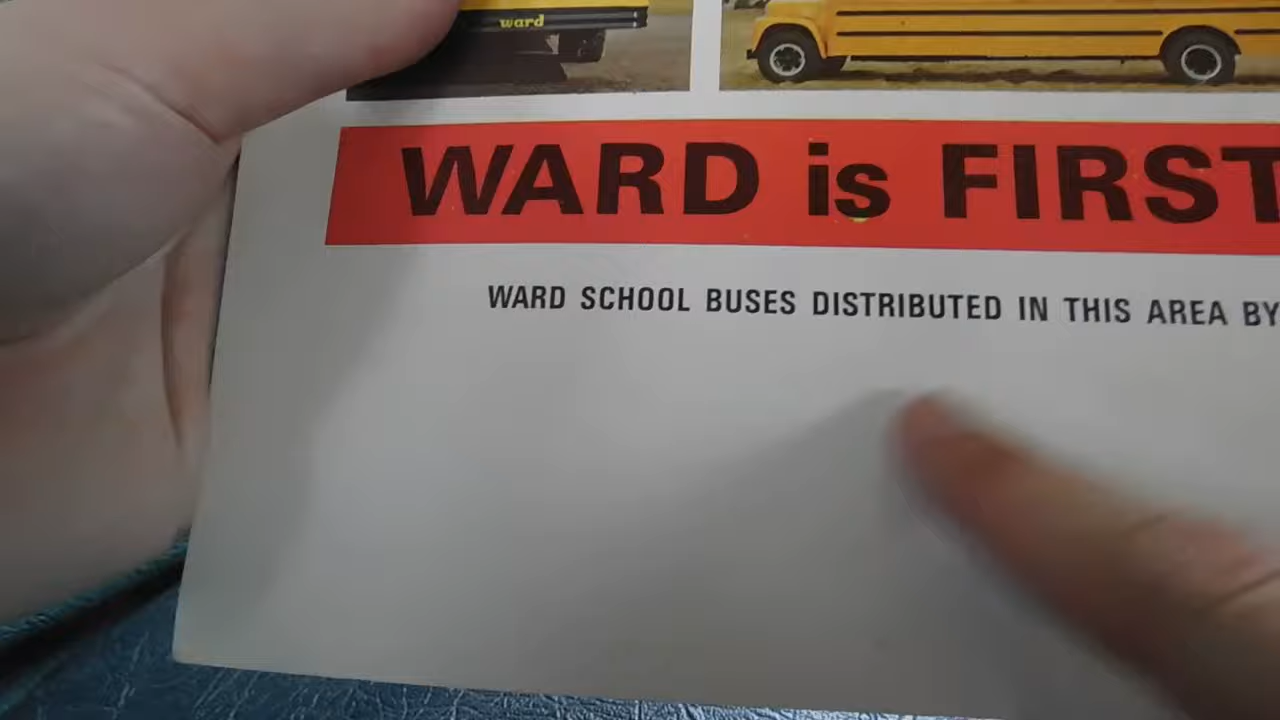 ward
WARD is FIRST
WARD SCHOOL BUSES DISTRIBUTED IN THIS AREA BY